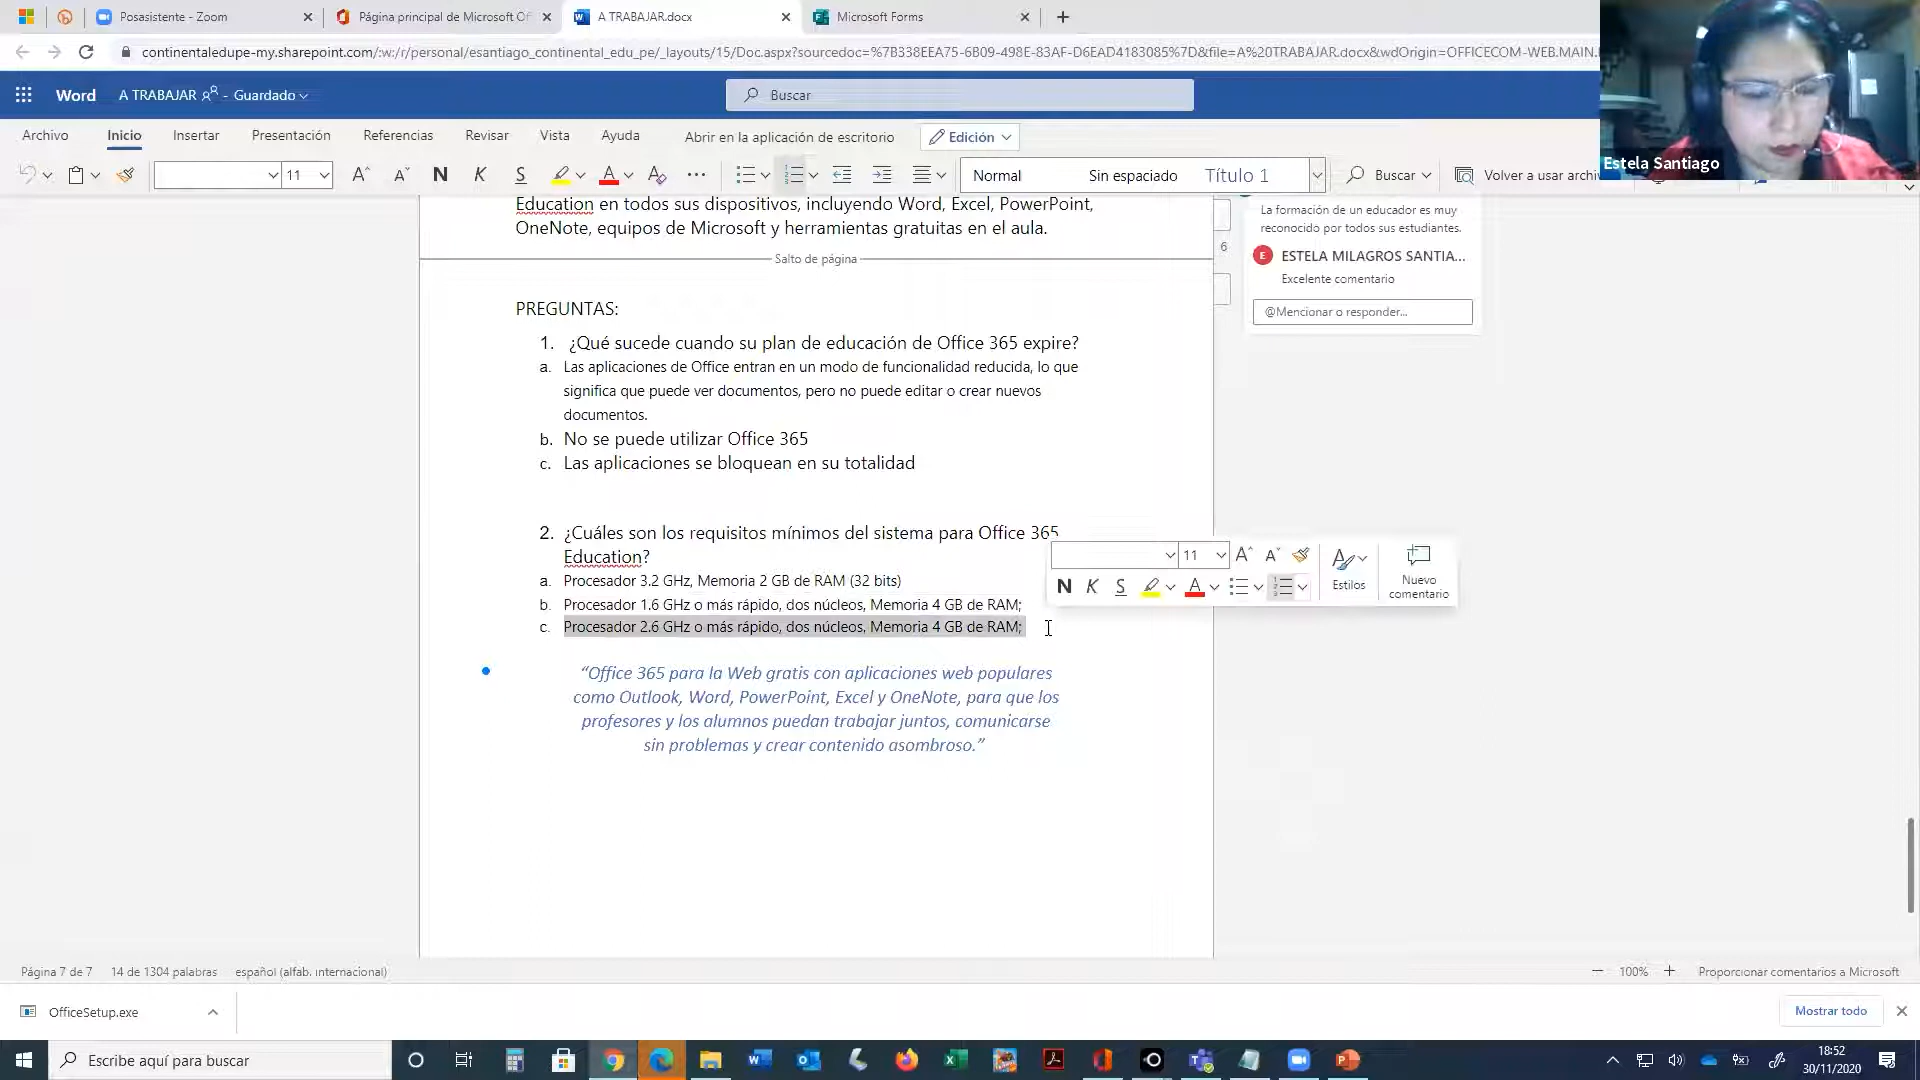 Posasistente - Zoom
Página principal de Microsoft Of
A TRABAJAR.docx
Microsoft Forms
continentaledupe-my.sharepoint.com/:w:/r/personal/esantiago_continental_edu_pe/_layouts/15/Doc.aspx?sourcedoc=%7B338EEA75-6B09-498E-83AF-D6EAD4183085%7D&file=A%20TRABAJAR.docx&wdOrigin=OFFICECOM-WEB.MAIN.
Word A TRABAJAR - Guardado
Buscar
Archivo Inicio Insertar Presentación Referencias Revisar Vista Ayuda Abrir en la aplicación de escritorio Edición
Estela Santiago
11 A A N K S A Normal Sin espaciado Título 1 Buscar Volver a usar archi
Education en todos sus dispositivos, incluyendo Word, Excel, PowerPoint,
OneNote, equipos de Microsoft y herramientas gratuitas en el aula.
Salto de página
La formación de un educador es muy
reconocido por todos sus estudiantes.
6
E ESTELA MILAGROS SANTIA...
Excelente comentario
@Mencionar o responder...
PREGUNTAS:
1. ¿Qué sucede cuando su plan de educación de Office 365 expire?
a. Las aplicaciones de Office entran en un modo de funcionalidad reducida, lo que
significa que puede ver documentos, pero no puede editar o crear nuevos
documentos.
b. No se puede utilizar Office 365
c. Las aplicaciones se bloquean en su totalidad
2. ¿Cuáles son los requisitos mínimos del sistema para Office 365
Education?
a. Procesador 3.2 GHz, Memoria 2 GB de RAM (32 bits)
b. Procesador 1.6 GHz o más rápido, dos núcleos, Memoria 4 GB de RAM;
c. Procesador 2.6 GHz o más rápido, dos núcleos, Memoria 4 GB de RAM;
11 A A
N K S A
Estilos
Nuevo
comentario
“Office 365 para la Web gratis con aplicaciones web populares
como Outlook, Word, PowerPoint, Excel y OneNote, para que los
profesores y los alumnos puedan trabajar juntos, comunicarse
sin problemas y crear contenido asombroso.”
Página 7 de 7 14 de 1304 palabras español (alfab. internacional)
100% Proporcionar comentarios a Microsoft
OfficeSetup.exe
Mostrar todo
Escribe aquí para buscar
18:52
30/11/2020